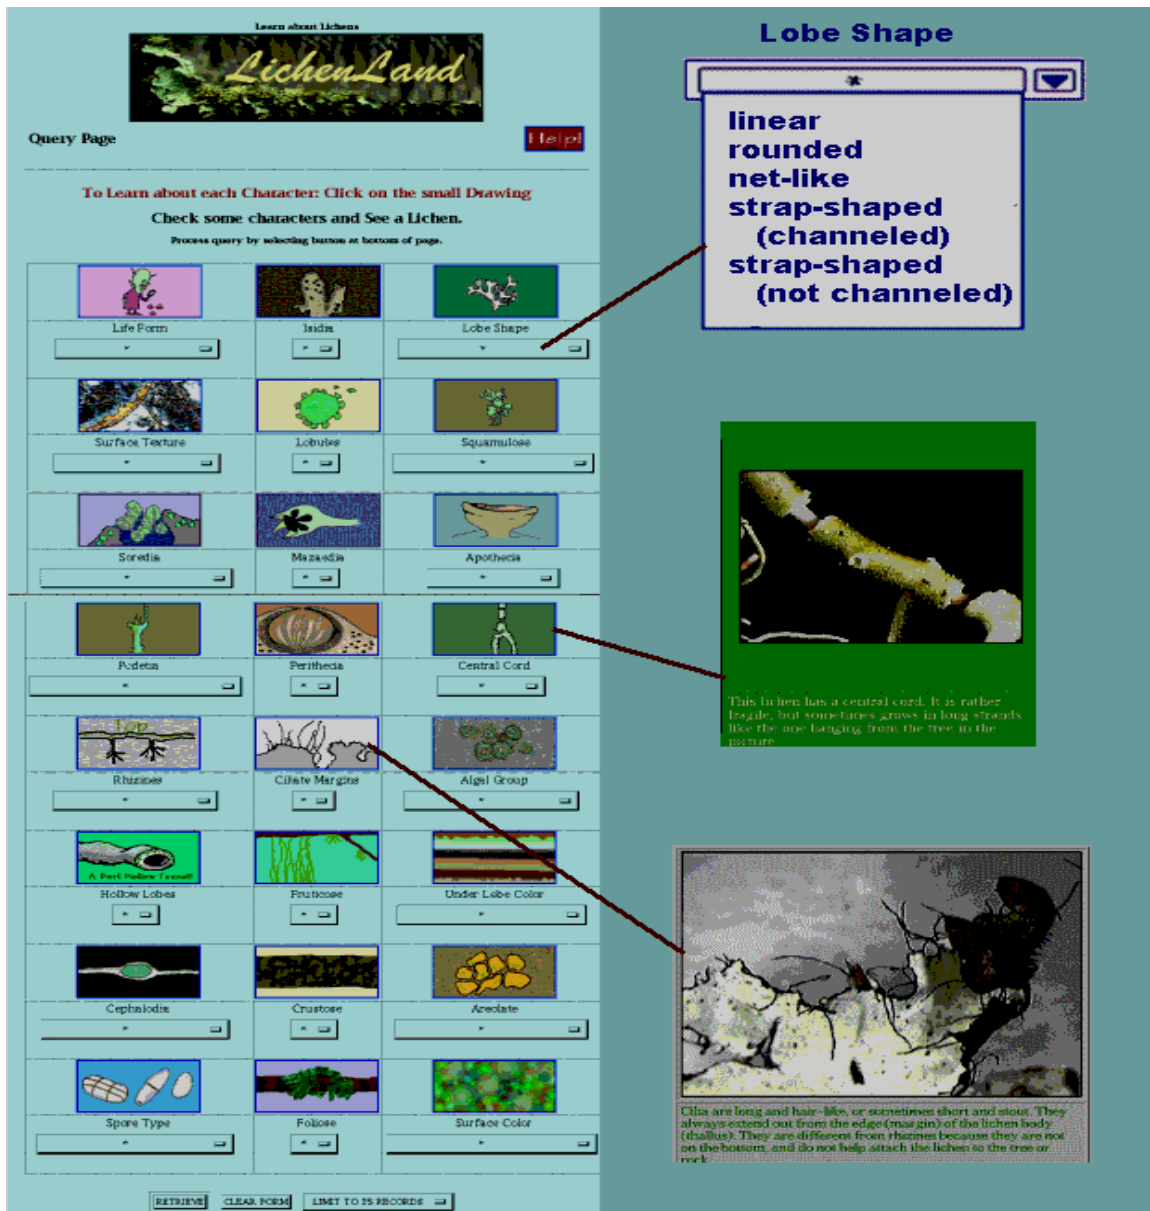 Learn about Lichens
LichenLand
Query Page
Help!
To Learn about each Character: Click on the small Drawing
Check some characters and See a Lichen.
Process query by selecting button at bottom of page.
Life Form Isidia Lobe Shape
* * *
Surface Texture Lobules Squamulose
* * *
Soredia Mazaedia Apothecia
* * *
Podetia Perithecia Central Cord
* * *
Top
Rhizines Ciliate Margins Algal Group
* * *
A Part Hollow Tunnel!
Hollow Lobes Fruticose Under Lobe Color
* * *
Cephalodia Crustose Areolate
* * *
Spore Type Foliose Surface Color
* * *
RETRIEVE CLEAR FORM LIMIT TO 25 RECORDS
Lobe Shape
*
linear
rounded
net-like
strap-shaped
(channeled)
strap-shaped
(not channeled)
This lichen has a central cord. It is rather
fragile, but sometimes grows in long strands
like the one hanging from the tree in the
picture
Cilia are long and hair-like, or sometimes short and stout. They
always extend out from the edge (margin) of the lichen body
(thallus). They are different from rhizines because they are not
on the bottom, and do not help attach the lichen to the tree or
rock